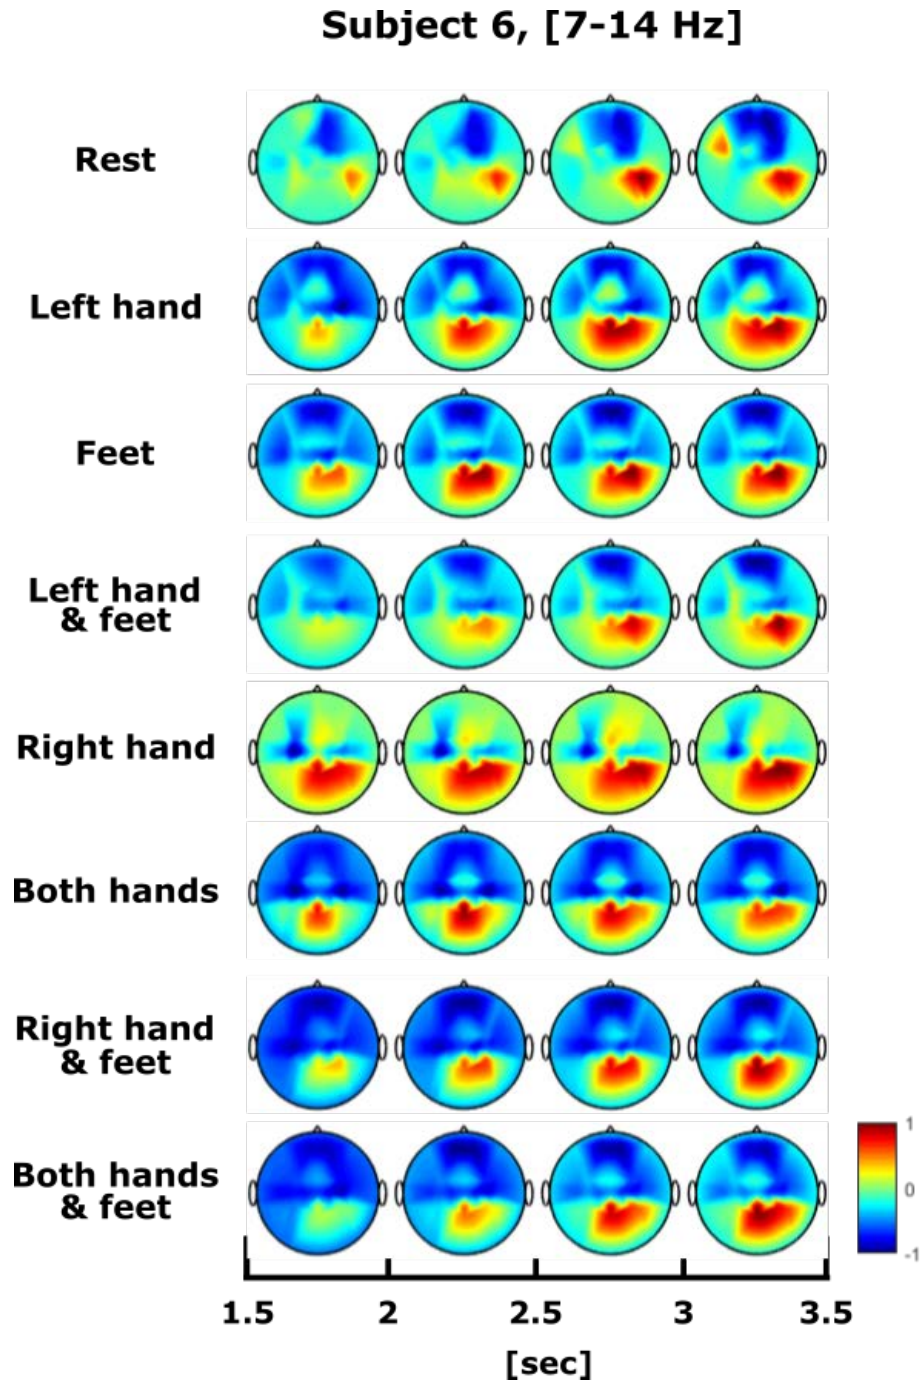 Subject 6, [7-14 Hz]
Rest
Left hand
Feet
Left hand
& feet
Right hand
Both hands
Right hand
& feet
Both hands
& feet
1
0
-1
1.5 2 2.5 3 3.5
[sec]